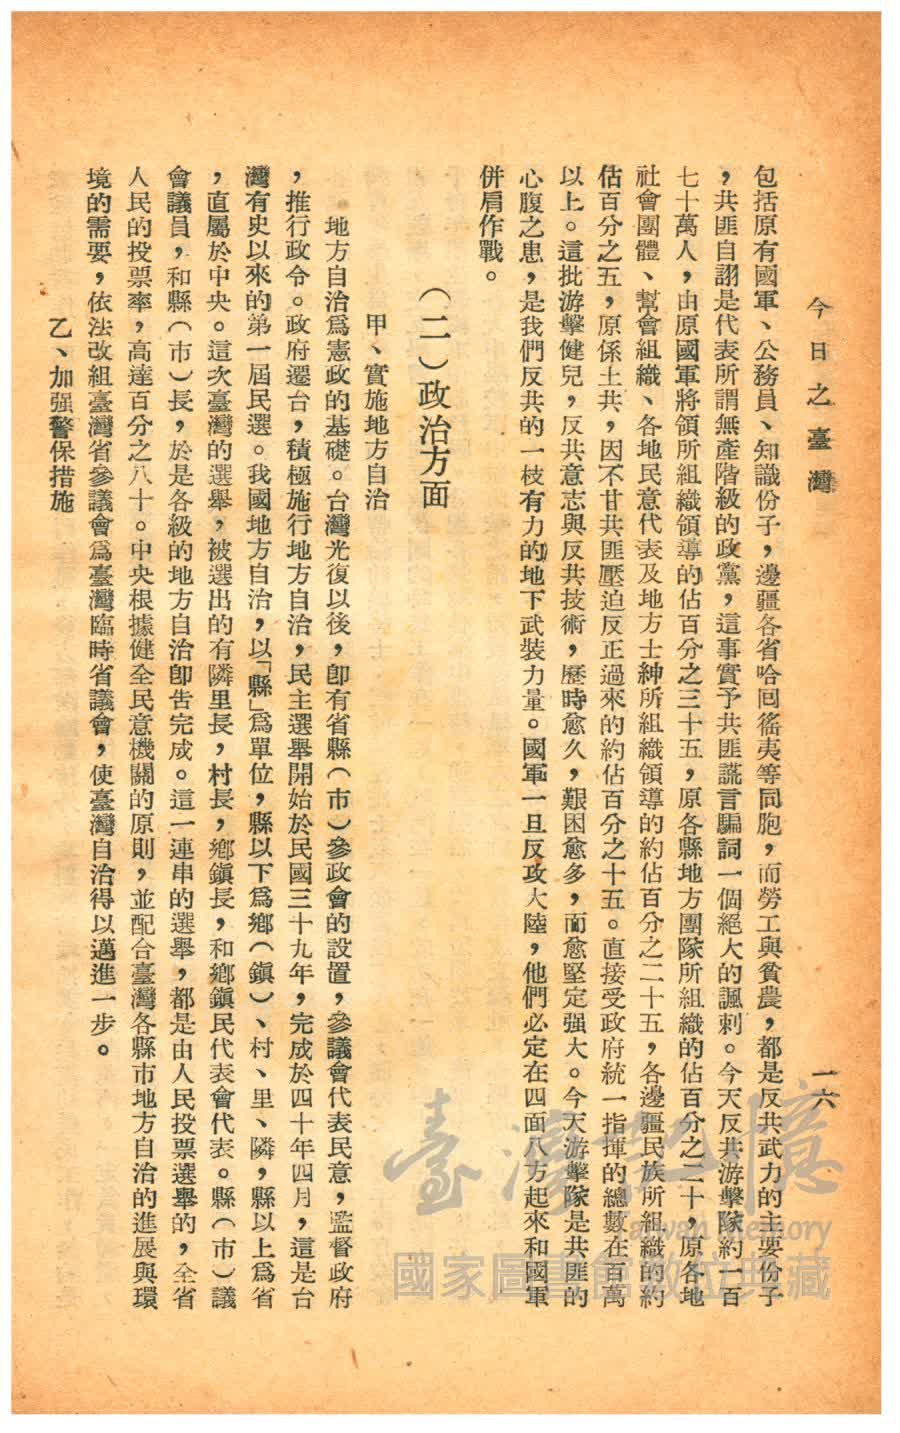 今日之臺灣
一六
包括原有國軍、公務員、知識份子，邊疆各省哈回徭夷等同胞，而勞工與貧農，都是反共武力的主要份子
，共匪自詡是代表所謂無產階級的政黨，這事實予共匪謊言騙詞一個絕大的諷刺。今天反共游擊隊約一百
七十萬人，由原國軍將領所組織領導的佔百分之三十五，原各縣地方團隊所組織的佔百分之二十，原各地
社會團體、幫會組織、各地民意代表及地方士紳所組織領導的約佔百分之二十五，各邊疆民族所組織的約
估百分之五，原係土共，因不甘共匪壓迫反正過來的約佔百分之十五。直接受政府統一指揮的總數在百萬
以上。這批游擊健兒，反共意志與反共技術，歷時愈久，艱困愈多，而愈堅定强大。今天游擊隊是共匪的
心腹之患，是我們反共的一枝有力的地下武裝力量。國軍一旦反攻大陸，他們必定在四面八方起來和國軍
併肩作戰。
（二）政治方面
甲、實施地方自治
地方自治爲憲政的基礎。台灣光復以後，卽有省縣（市）參政會的設置，參議會代表民意，監督政府
，推行政令。政府遷台，積極施行地方自治，民主選舉開始於民國三十九年，完成於四十年四月，這是台
灣有史以來的第一屆民選。我國地方自治，以「縣」爲單位，縣以下爲鄉（鎭）、村、里、隣，縣以上爲省
，直屬於中央。這次臺灣的選舉，被選出的有隣里長，村長，鄉鎭長，和鄉鎭民代表會代表。縣（市）議
會議員，和縣（市）長，於是各級的地方自治卽吿完成。這一連串的選舉，都是由人民投票選舉的，全省
人民的投票率，高達百分之八十。中央根據健全民意機關的原則，並配合臺灣各縣市地方自治的進展與環
境的需要，依法改組臺灣省參議會爲臺灣臨時省議會，使臺灣自治得以邁進一步。
乙、加强警保措施
臺灣記憶
Taiwan Memory
國家圖書館數位典藏